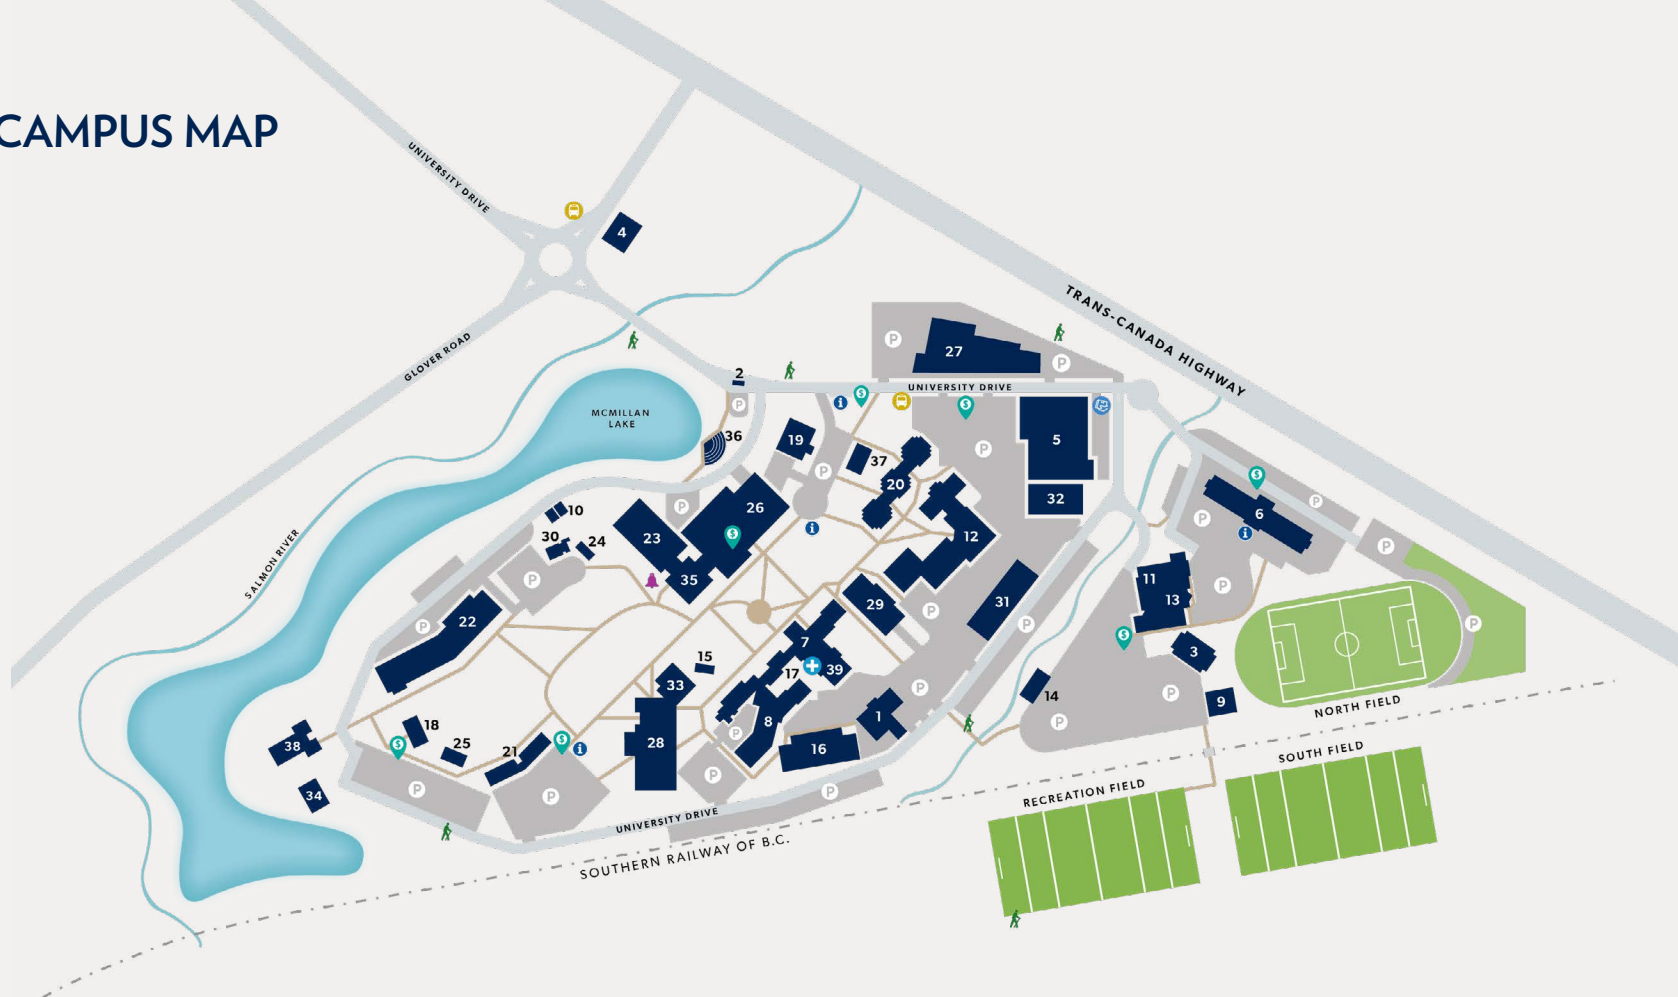 CAMPUS MAP
UNIVERSITY DRIVE
4
TRANS-CANADA HIGHWAY
GLOVER ROAD
P
27
P
2
UNIVERSITY DRIVE
MCMILLAN
LAKE
P
36
19
37
P
5
P
20
32
26
10
P
23
30
24
12
6
P
P
P
SALMON RIVER
35
P
11
13
P
22
P
29
P
31
P
P
7
15
17
39
3
33
P
14
P
9
NORTH FIELD
18
25
21
28
8
P
1
16
P
SOUTH FIELD
38
34
P
P
P
P
RECREATION FIELD
UNIVERSITY DRIVE
SOUTHERN RAILWAY OF B.C.